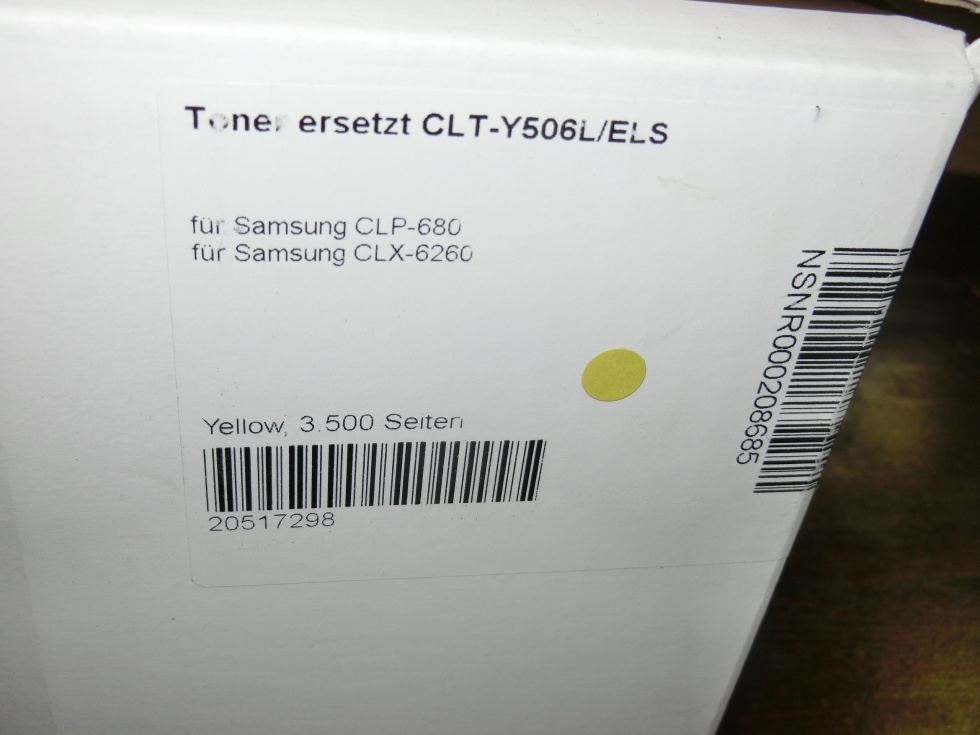 Toner ersetzt CLT-Y506L/ELS
für Samsung CLP-680
für Samsung CLX-6260
Yellow, 3.500 Seiten
20517298
NSNR000208685